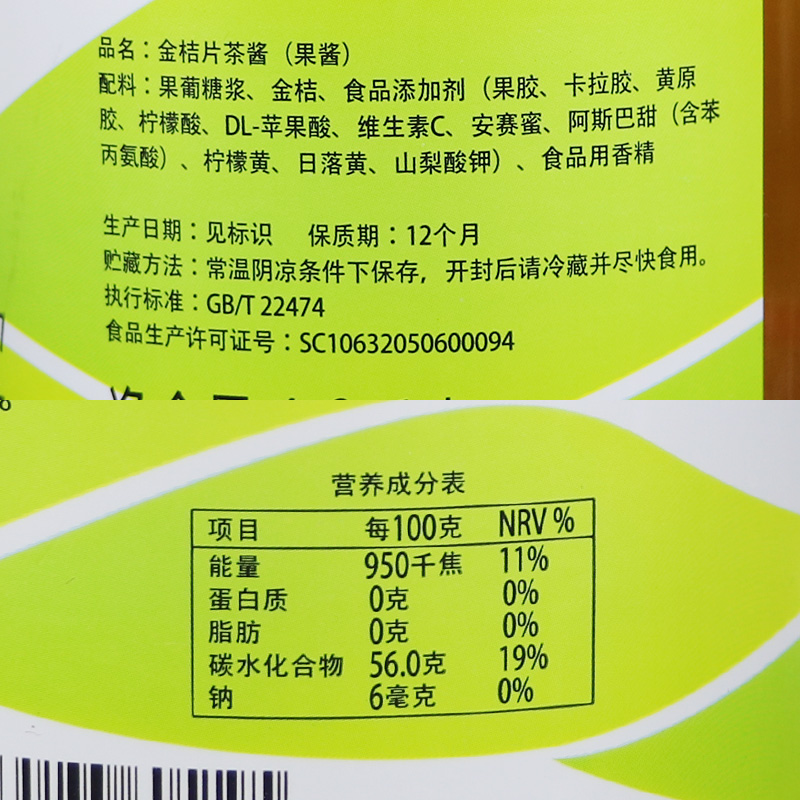 品名：金桔片茶酱（果酱）
配料：果葡糖浆、金桔、食品添加剂（果胶、卡拉胶、黄原
胶、柠檬酸、DL-苹果酸、维生素C、安赛蜜、阿斯巴甜（含苯
丙氨酸）、柠檬黄、日落黄、山梨酸钾）、食品用香精
生产日期：见标识 保质期：12个月
贮藏方法：常温阴凉条件下保存，开封后请冷藏并尽快食用。
执行标准：GB/T 22474
食品生产许可证号：SC10632050600094
营养成分表
项目 每100克 NRV %
能量 950千焦 11%
蛋白质 0克 0%
脂肪 0克 0%
碳水化合物 56.0克 19%
钠 6毫克 0%